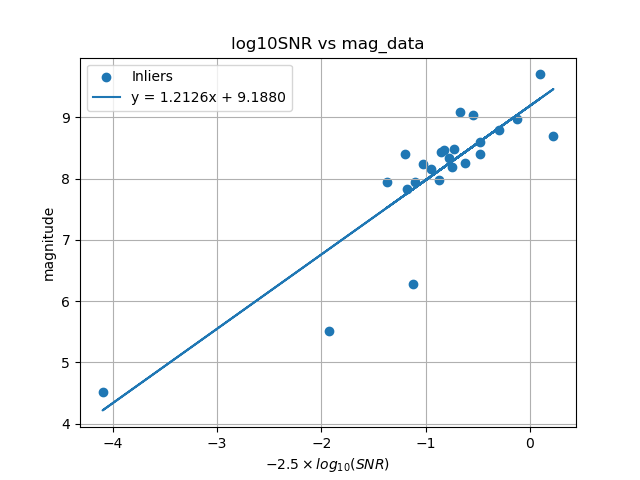 log10SNR vs mag_data
Inliers
y = 1.2126x + 9.1880
magnitude
9
8
7
6
5
4
−4 −3 −2 −1 0
−2.5 × log₁₀(SNR)